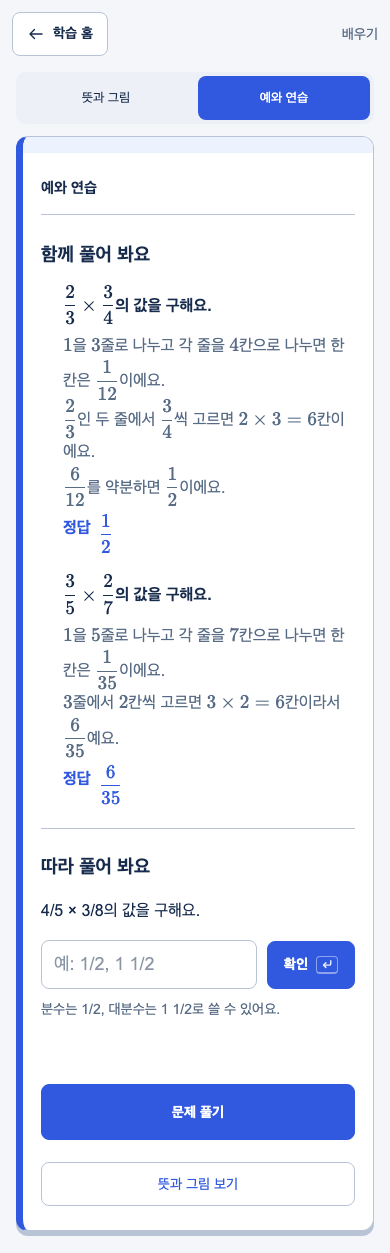 ← 학습 홈
배우기
뜻과 그림
예와 연습
예와 연습
함께 풀어 봐요
2/3 × 3/4의 값을 구해요.
1을 3줄로 나누고 각 줄을 4칸으로 나누면 한
칸은 1/12이에요.
2/3인 두 줄에서 3/4씩 고르면 2 × 3 = 6칸이
에요.
6/12를 약분하면 1/2이에요.
정답 1/2
3/5 × 2/7의 값을 구해요.
1을 5줄로 나누고 각 줄을 7칸으로 나누면 한
칸은 1/35이에요.
3줄에서 2칸씩 고르면 3 × 2 = 6칸이라서
6/35예요.
정답 6/35
따라 풀어 봐요
4/5 × 3/8의 값을 구해요.
예: 1/2, 1 1/2
확인 ↵
분수는 1/2, 대분수는 1 1/2로 쓸 수 있어요.
문제 풀기
뜻과 그림 보기